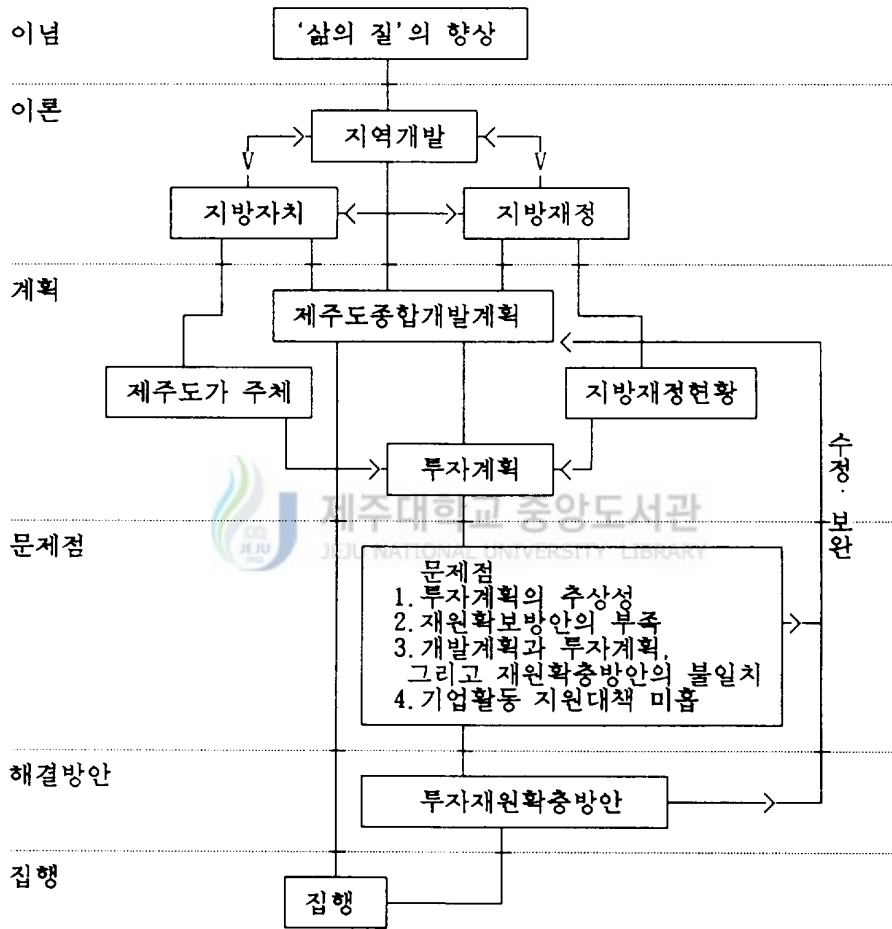 이념
‘삶의 질’의 향상
이론
지역개발
지방자치
지방재정
계획
제주도종합개발계획
제주도가 주체
지방재정현황
투자계획
수정·보완
제주대학교 중앙도서관
JEJU NATIONAL UNIVERSITY LIBRARY
JEJU
1952
문제점
문제점
1.투자계획의 추상성
2.재원확보방안의 부족
3.개발계획과 투자계획,
그리고 재원확충방안의 불일치
4.기업활동 지원대책 미흡
해결방안
투자재원확충방안
집행
집행